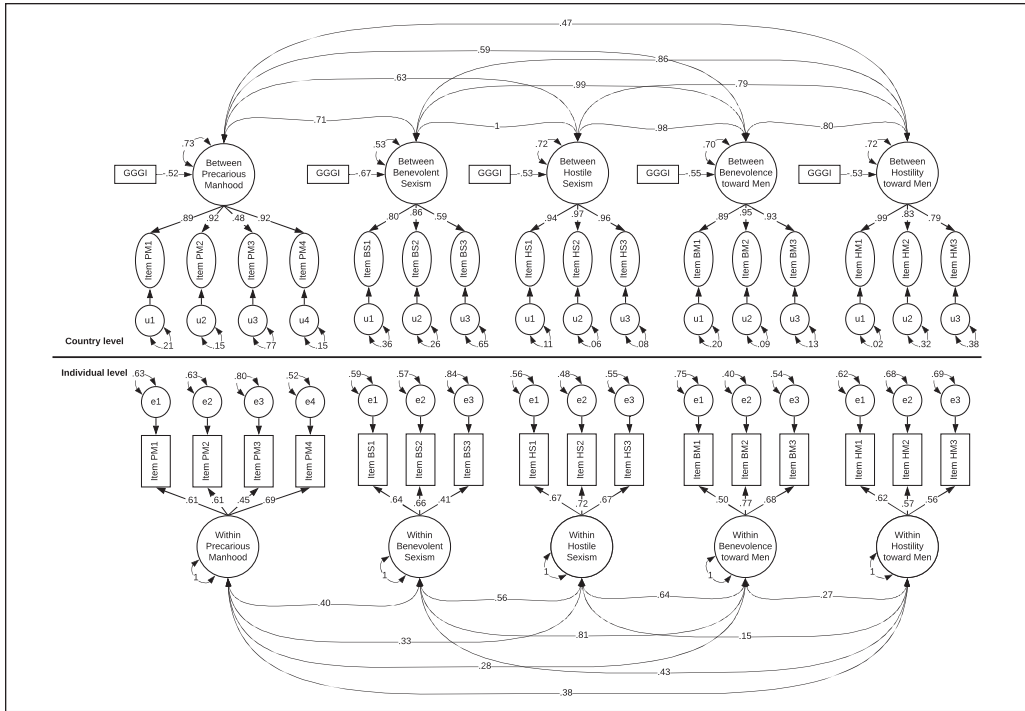 .47
.59
.86
.63
.99
.79
.71
1
.98
.80
.73
.53
.72
.70
.72
Between
Precarious
Manhood
Between
Benevolent
Sexism
Between
Hostile
Sexism
Between
Benevolence
toward Men
Between
Hostility
toward Men
GGGI
-.52
GGGI
-.67
GGGI
-.53
GGGI
-.55
GGGI
-.53
.89 .92 .48 .92
.80 .86 .59
.94 .97 .96
.89 .95 .93
.99 .83 .79
Item PM1
Item PM2
Item PM3
Item PM4
Item BS1
Item BS2
Item BS3
Item HS1
Item HS2
Item HS3
Item BM1
Item BM2
Item BM3
Item HM1
Item HM2
Item HM3
u1 u2 u3 u4
u1 u2 u3
u1 u2 u3
u1 u2 u3
u1 u2 u3
.21 .15 .77 .15
.36 .26 .65
.11 .06 .08
.20 .09 .13
.02 .32 .38
Country level
Individual level
.63 .63 .80 .52
.59 .57 .84
.56 .48 .55
.75 .40 .54
.62 .68 .69
e1 e2 e3 e4
e1 e2 e3
e1 e2 e3
e1 e2 e3
e1 e2 e3
Item PM1
Item PM2
Item PM3
Item PM4
Item BS1
Item BS2
Item BS3
Item HS1
Item HS2
Item HS3
Item BM1
Item BM2
Item BM3
Item HM1
Item HM2
Item HM3
.61 .61 .45 .69
.64 .66 .41
.67 .72 .67
.50 .77 .68
.62 .57 .56
Within
Precarious
Manhood
Within
Benevolent
Sexism
Within
Hostile
Sexism
Within
Benevolence
toward Men
Within
Hostility
toward Men
1
1
1
1
1
.40
.56
.64
.27
.33
.81
.15
.28
.43
.38